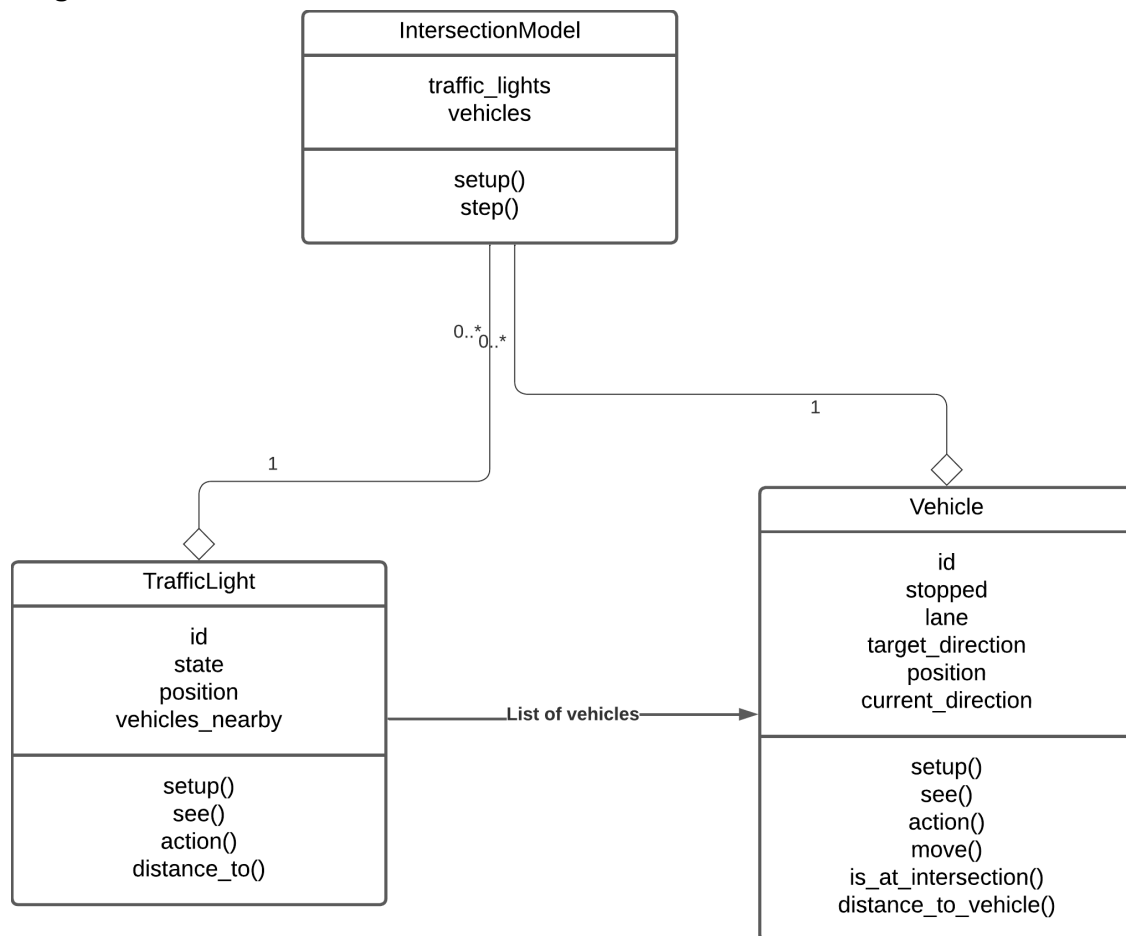 IntersectionModel
traffic_lights
vehicles
setup()
step()
0..*
0..*
1
1
TrafficLight
id
state
position
vehicles_nearby
setup()
see()
action()
distance_to()
List of vehicles
Vehicle
id
stopped
lane
target_direction
position
current_direction
setup()
see()
action()
move()
is_at_intersection()
distance_to_vehicle()